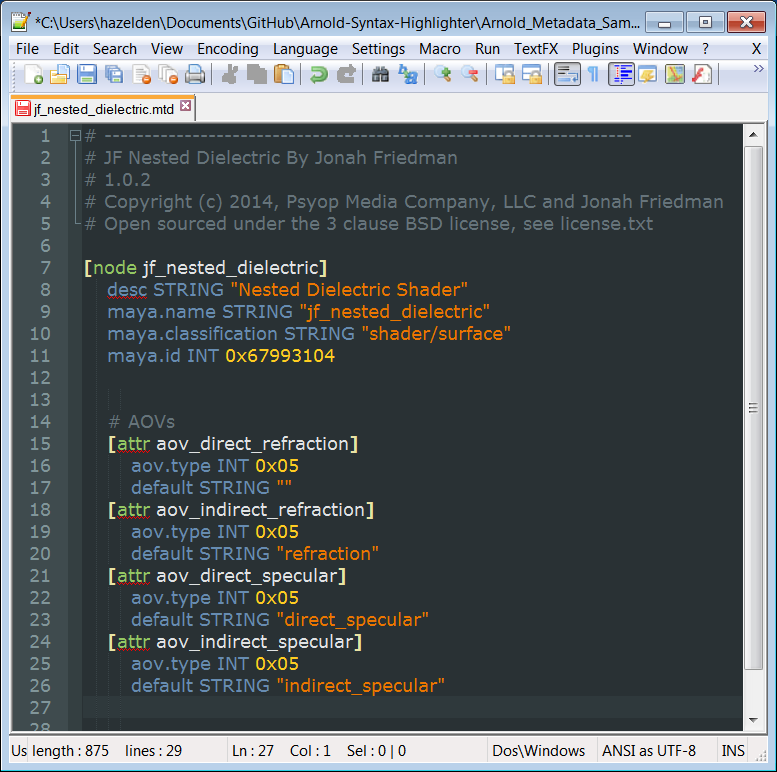 *C:\Users\hazelden\Documents\GitHub\Arnold-Syntax-Highlighter\Arnold_Metadata_Sam...
File Edit Search View Encoding Language Settings Macro Run TextFX Plugins Window ? X
jf_nested_dielectric.mtd
1 # ------------------------------------------------------------------
2 # JF Nested Dielectric By Jonah Friedman
3 # 1.0.2
4 # Copyright (c) 2014, Psyop Media Company, LLC and Jonah Friedman
5 # Open sourced under the 3 clause BSD license, see license.txt
6
7 [node jf_nested_dielectric]
8 desc STRING "Nested Dielectric Shader"
9 maya.name STRING "jf_nested_dielectric"
10 maya.classification STRING "shader/surface"
11 maya.id INT 0x67993104
12
13
14 # AOVs
15 [attr aov_direct_refraction]
16 aov.type INT 0x05
17 default STRING ""
18 [attr aov_indirect_refraction]
19 aov.type INT 0x05
20 default STRING "refraction"
21 [attr aov_direct_specular]
22 aov.type INT 0x05
23 default STRING "direct_specular"
24 [attr aov_indirect_specular]
25 aov.type INT 0x05
26 default STRING "indirect_specular"
27
28
Us length : 875 lines : 29 Ln : 27 Col : 1 Sel : 0 | 0 Dos\Windows ANSI as UTF-8 INS